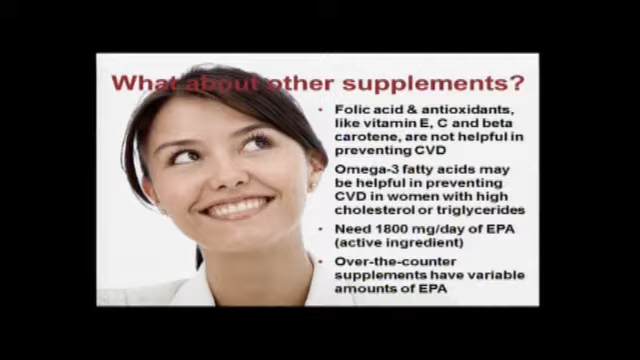 What about other supplements?
• Folic acid & antioxidants,
like vitamin E, C and beta
carotene, are not helpful in
preventing CVD
Omega-3 fatty acids may
be helpful in preventing
CVD in women with high
cholesterol or triglycerides
• Need 1800 mg/day of EPA
(active ingredient)
• Over-the-counter
supplements have variable
amounts of EPA